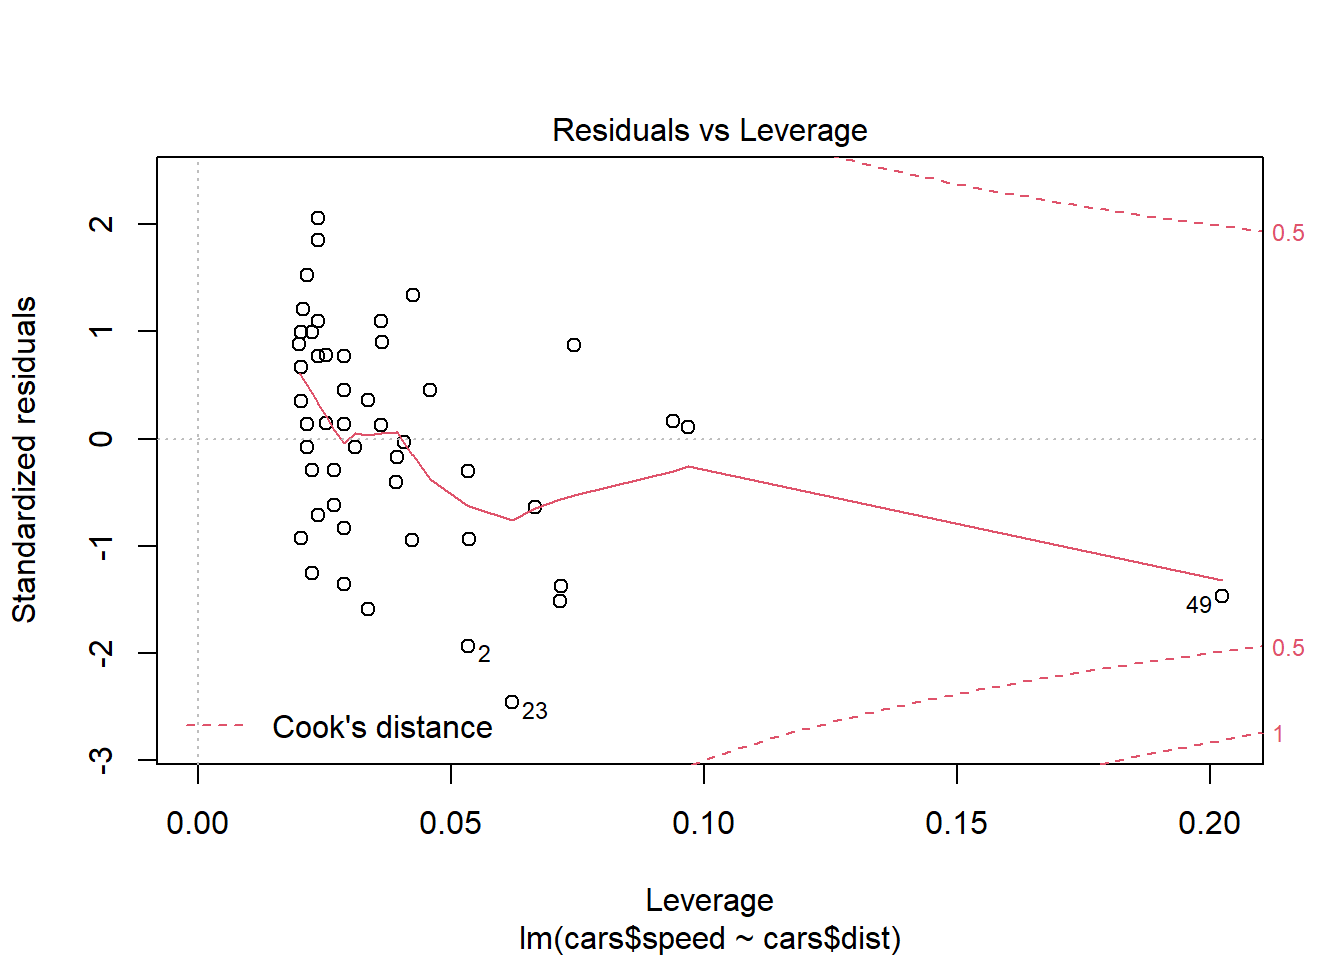 Residuals vs Leverage
Standardized residuals
2
1
0
-1
-2
-3
0.5
0.5
1
49
2
23
Cook's distance
0.00 0.05 0.10 0.15 0.20
Leverage
lm(cars$speed ~ cars$dist)